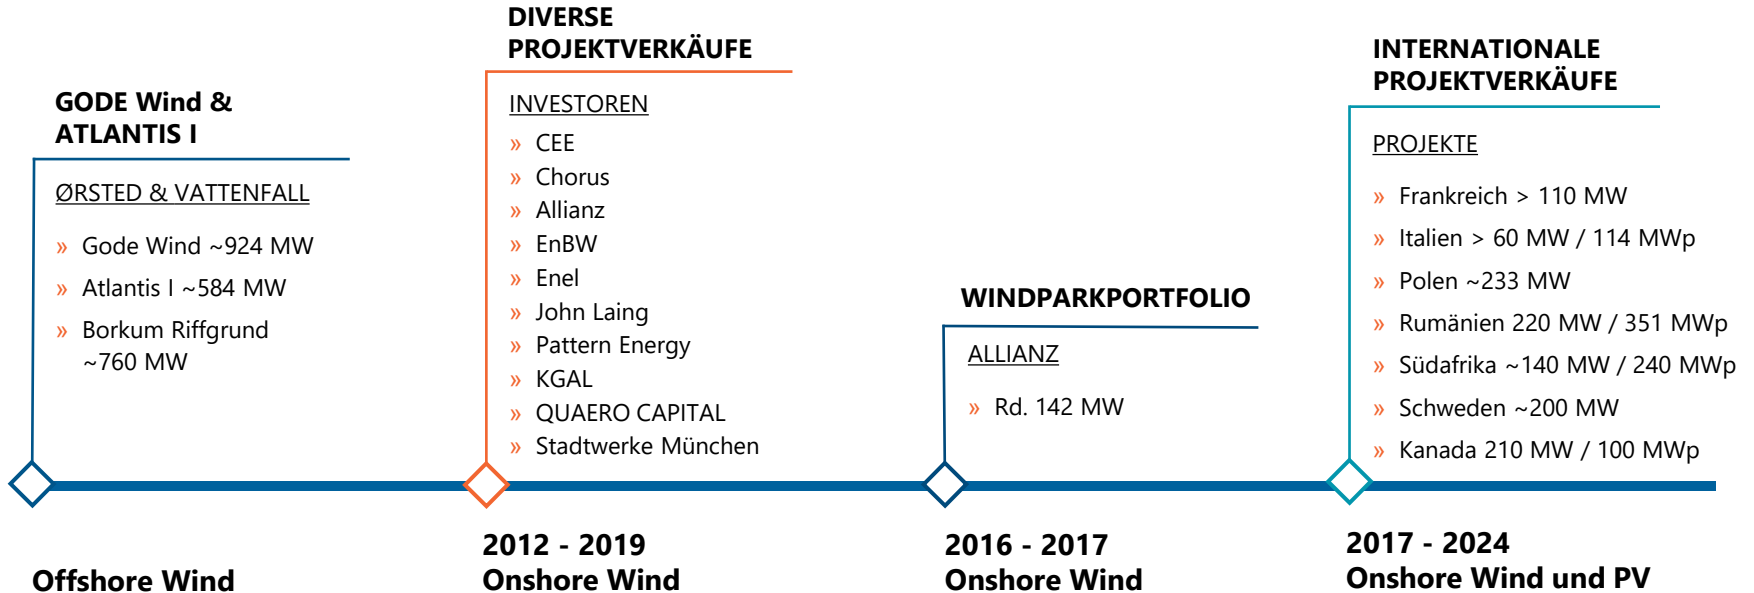 GODE Wind &
ATLANTIS I
ØRSTED & VATTENFALL
» Gode Wind ~924 MW
» Atlantis I ~584 MW
» Borkum Riffgrund
~760 MW
Offshore Wind
DIVERSE
PROJEKTVERKÄUFE
INVESTOREN
» CEE
» Chorus
» Allianz
» EnBW
» Enel
» John Laing
» Pattern Energy
» KGAL
» QUAERO CAPITAL
» Stadtwerke München
2012 - 2019
Onshore Wind
WINDPARKPORTFOLIO
ALLIANZ
» Rd. 142 MW
2016 - 2017
Onshore Wind
INTERNATIONALE
PROJEKTVERKÄUFE
PROJEKTE
» Frankreich > 110 MW
» Italien > 60 MW / 114 MWp
» Polen ~233 MW
» Rumänien 220 MW / 351 MWp
» Südafrika ~140 MW / 240 MWp
» Schweden ~200 MW
» Kanada 210 MW / 100 MWp
2017 - 2024
Onshore Wind und PV